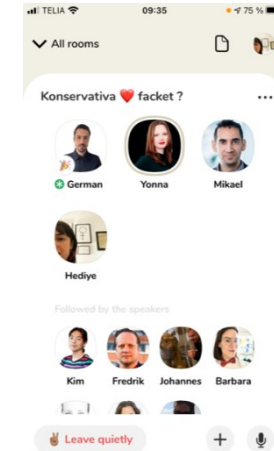 TELIA 09:35 75 %
All rooms
Konservativa ❤️ facket ?
German Yonna Mikael
Hediye
Followed by the speakers
Kim Fredrik Johannes Barbara
✌🏼 Leave quietly